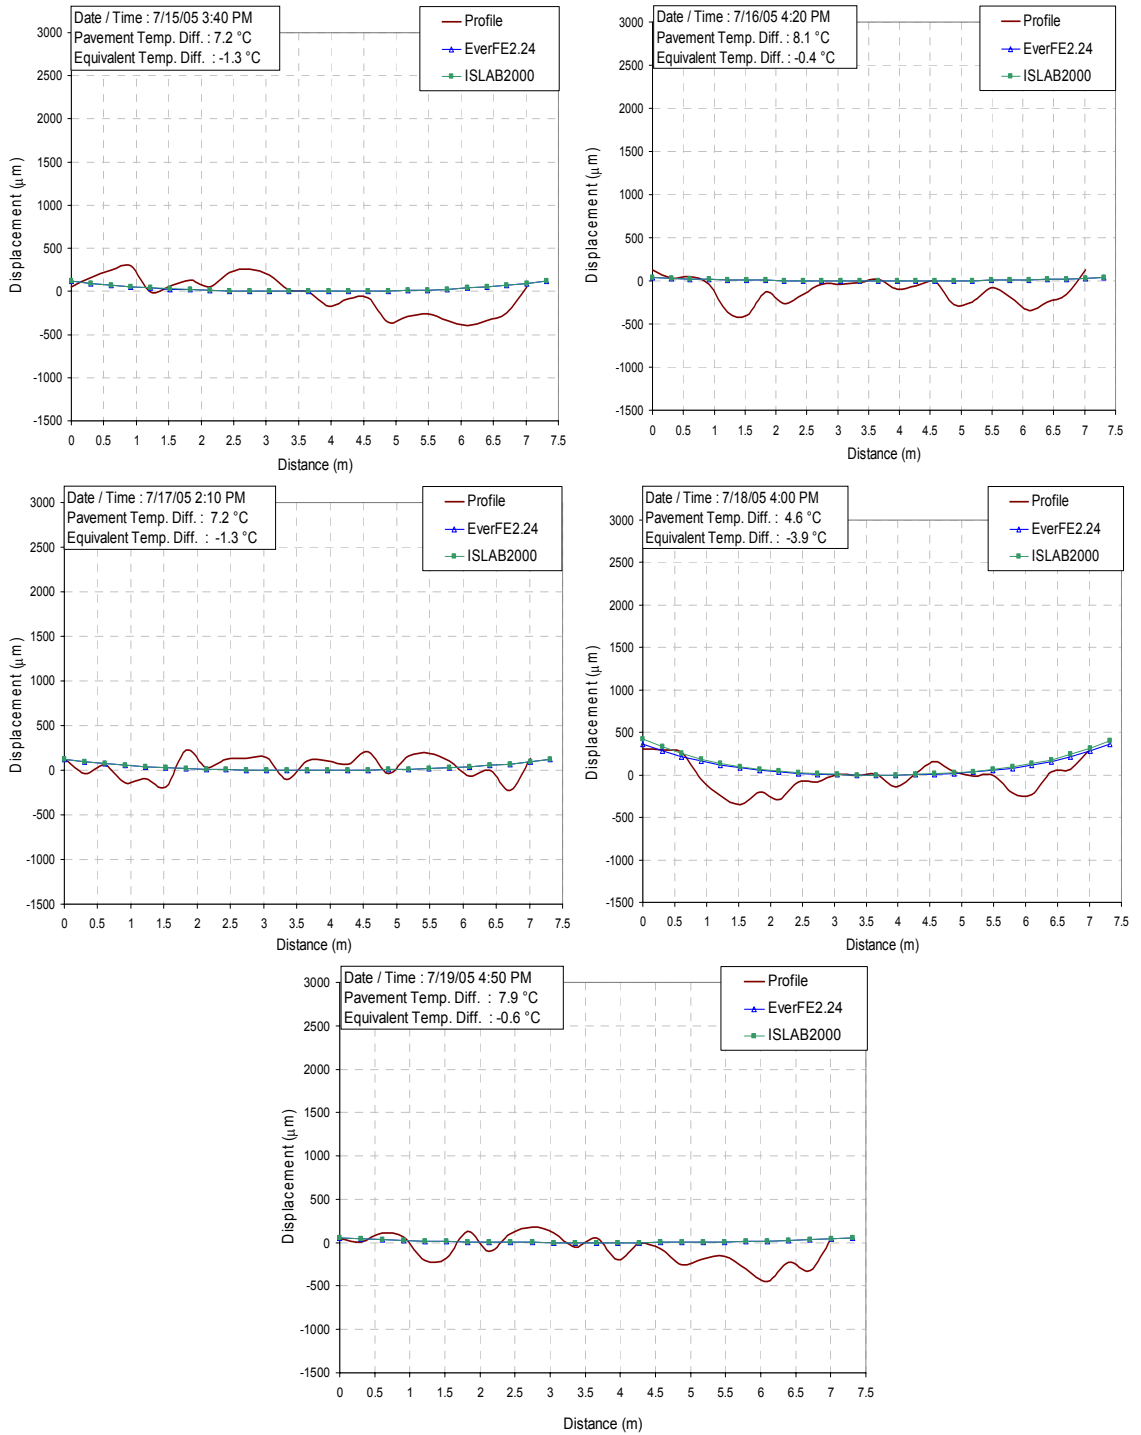 Date / Time : 7/15/05 3:40 PM
Pavement Temp. Diff. : 7.2 °C
Equivalent Temp. Diff. : -1.3 °C
Profile
EverFE2.24
ISLAB2000
3000
2500
2000
1500
1000
500
0
-500
-1000
-1500
Displacement (μm)
0 0.5 1 1.5 2 2.5 3 3.5 4 4.5 5 5.5 6 6.5 7 7.5
Distance (m)
Date / Time : 7/16/05 4:20 PM
Pavement Temp. Diff. : 8.1 °C
Equivalent Temp. Diff. : -0.4 °C
Profile
EverFE2.24
ISLAB2000
3000
2500
2000
1500
1000
500
0
-500
-1000
-1500
Displacement (μm)
0 0.5 1 1.5 2 2.5 3 3.5 4 4.5 5 5.5 6 6.5 7 7.5
Distance (m)
Date / Time : 7/17/05 2:10 PM
Pavement Temp. Diff. : 7.2 °C
Equivalent Temp. Diff. : -1.3 °C
Profile
EverFE2.24
ISLAB2000
3000
2500
2000
1500
1000
500
0
-500
-1000
-1500
Displacement (μm)
0 0.5 1 1.5 2 2.5 3 3.5 4 4.5 5 5.5 6 6.5 7 7.5
Distance (m)
Date / Time : 7/18/05 4:00 PM
Pavement Temp. Diff. : 4.6 °C
Equivalent Temp. Diff. : -3.9 °C
Profile
EverFE2.24
ISLAB2000
3000
2500
2000
1500
1000
500
0
-500
-1000
-1500
Displacement (μm)
0 0.5 1 1.5 2 2.5 3 3.5 4 4.5 5 5.5 6 6.5 7 7.5
Distance (m)
Date / Time : 7/19/05 4:50 PM
Pavement Temp. Diff. : 7.9 °C
Equivalent Temp. Diff. : -0.6 °C
Profile
EverFE2.24
ISLAB2000
3000
2500
2000
1500
1000
500
0
-500
-1000
-1500
Displacement (μm)
0 0.5 1 1.5 2 2.5 3 3.5 4 4.5 5 5.5 6 6.5 7 7.5
Distance (m)